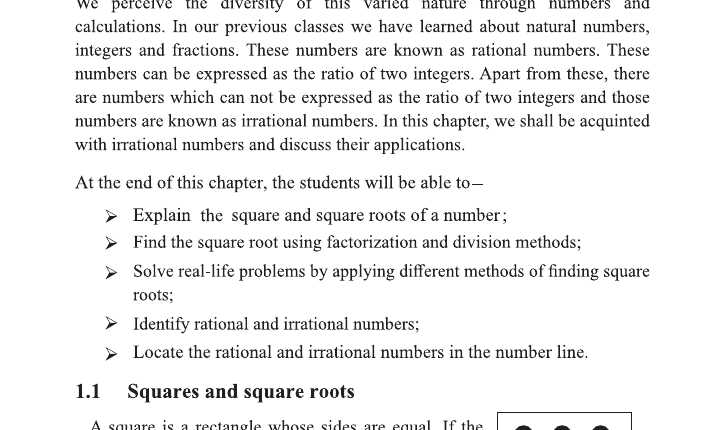 We perceive the diversity of this varied nature through numbers and
calculations. In our previous classes we have learned about natural numbers,
integers and fractions. These numbers are known as rational numbers. These
numbers can be expressed as the ratio of two integers. Apart from these, there
are numbers which can not be expressed as the ratio of two integers and those
numbers are known as irrational numbers. In this chapter, we shall be acquinted
with irrational numbers and discuss their applications.
At the end of this chapter, the students will be able to–
➢ Explain the square and square roots of a number;
➢ Find the square root using factorization and division methods;
➢ Solve real-life problems by applying different methods of finding square
roots;
➢ Identify rational and irrational numbers;
➢ Locate the rational and irrational numbers in the number line.
1.1 Squares and square roots
A square is a rectangle whose sides are equal. If the